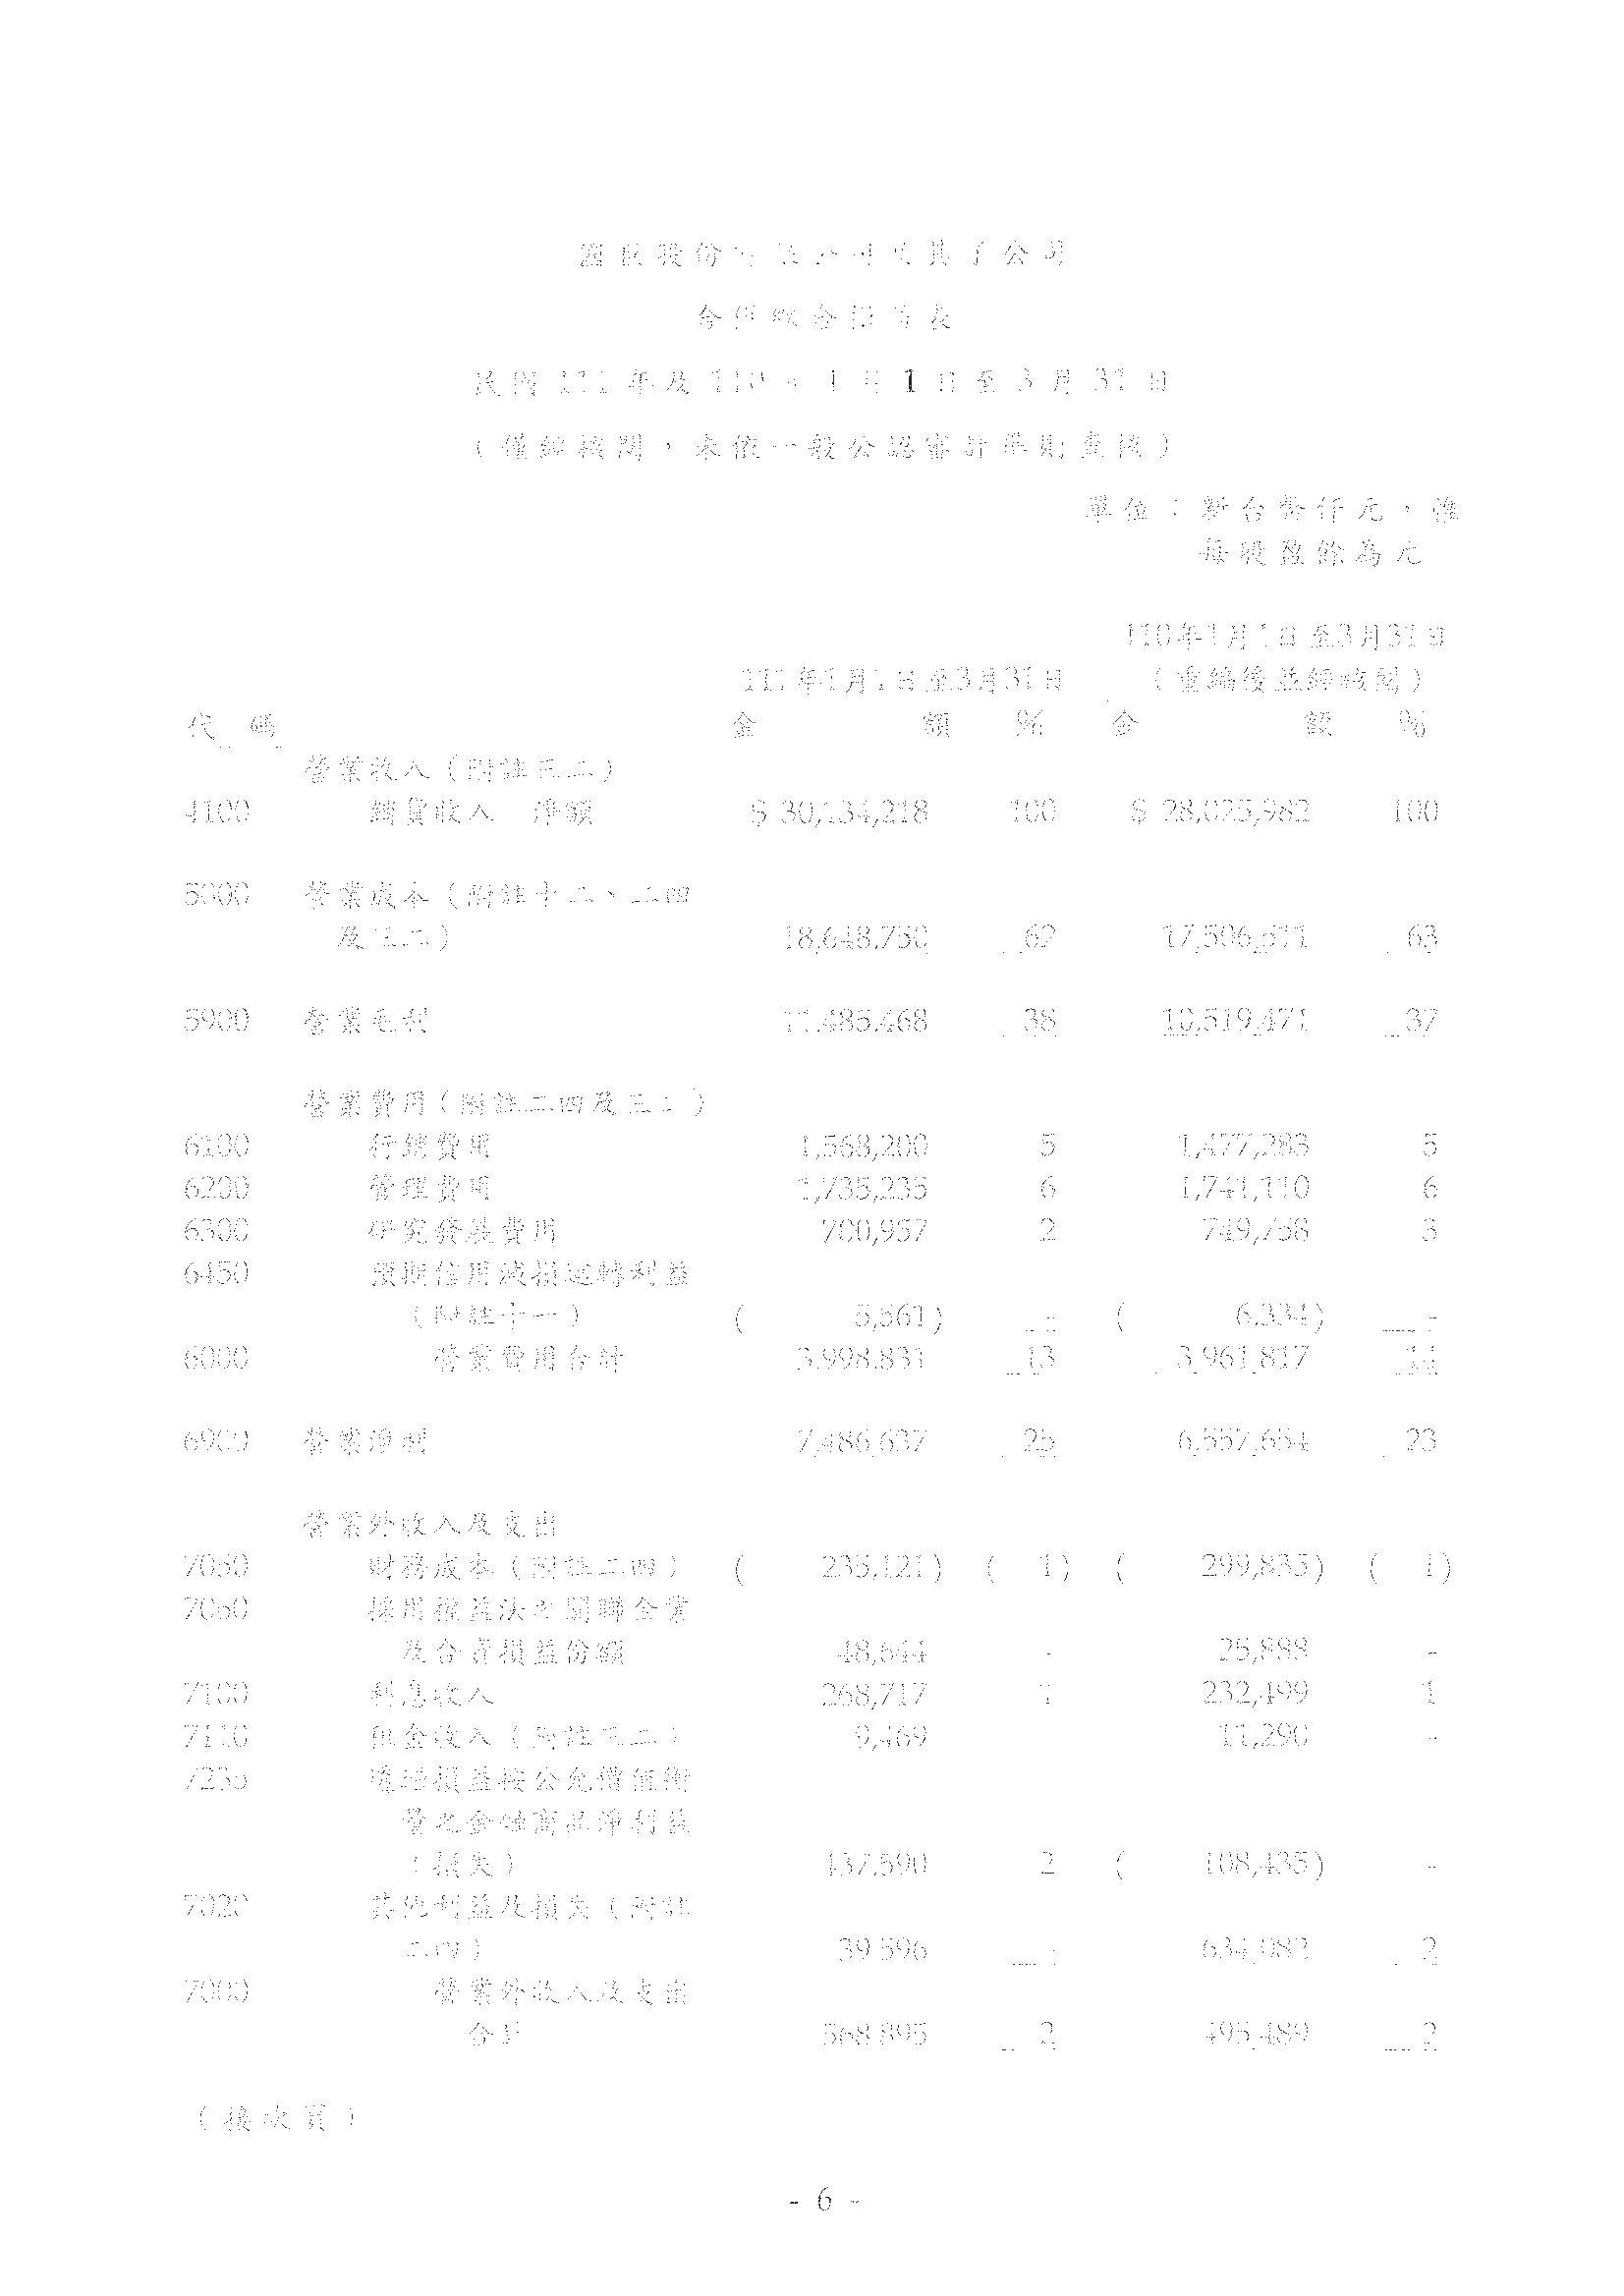 國巨股份有限公司及其子公司
合併綜合損益表
民國 111 年及 110 年 1 月 1 日至 3 月 31 日
（僅經核閱，未依一般公認審計準則查核）
單位：新台幣仟元，惟
每股盈餘為元
110年1月1日至3月31日
111年1月1日至3月31日 （重編後並經核閱）
代 碼 金 額 % 金 額 %
營業收入（附註三二）
4100 銷貨收入淨額 $ 30,134,218 100 $ 28,025,982 100
5000 營業成本（附註十二、二四
及三二） 18,648,750 62 17,506,511 63
5900 營業毛利 11,485,468 38 10,519,471 37
營業費用（附註二四及三二）
6100 行銷費用 1,568,200 5 1,477,283 5
6200 管理費用 1,735,235 6 1,741,110 6
6300 研究發展費用 700,957 2 749,758 3
6450 預期信用減損迴轉利益
（附註十一） ( 5,561) - ( 6,334) -
6000 營業費用合計 3,998,831 13 3,961,817 14
6900 營業淨利 7,486,637 25 6,557,654 23
營業外收入及支出
7050 財務成本（附註二四） ( 235,121) ( 1) ( 299,835) ( 1)
7060 採用權益法之關聯企業
及合資損益份額 48,644 - 25,888 -
7100 利息收入 268,717 1 232,499 1
7110 租金收入（附註三二） 9,469 11,290 -
7235 透過損益按公允價值衡
量之金融商品淨利益
（損失） 437,590 2 ( 108,435) -
7020 其他利益及損失（附註
二四） 39,596 - 634,082 2
7000 營業外收入及支出
合計 568,895 2 495,489 2
（接次頁）
- 6 -